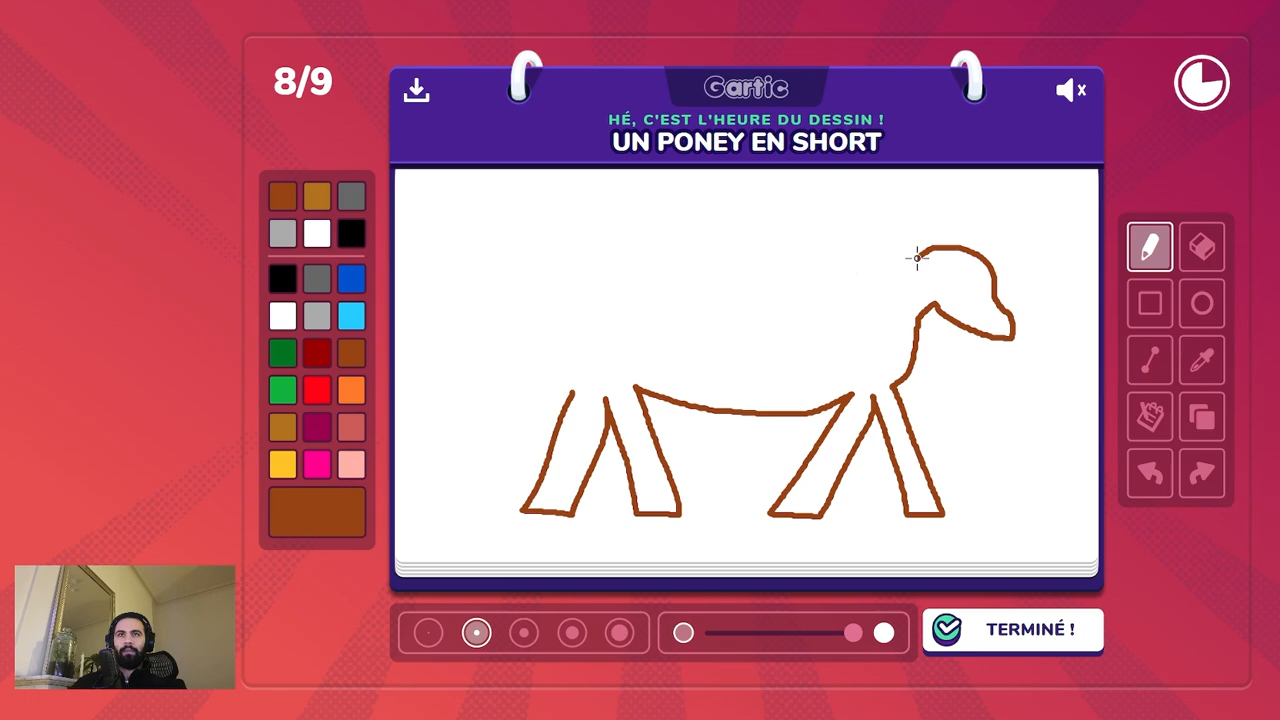 8/9
Gartic
HÉ, C'EST L'HEURE DU DESSIN !
UN PONEY EN SHORT
TERMINÉ !